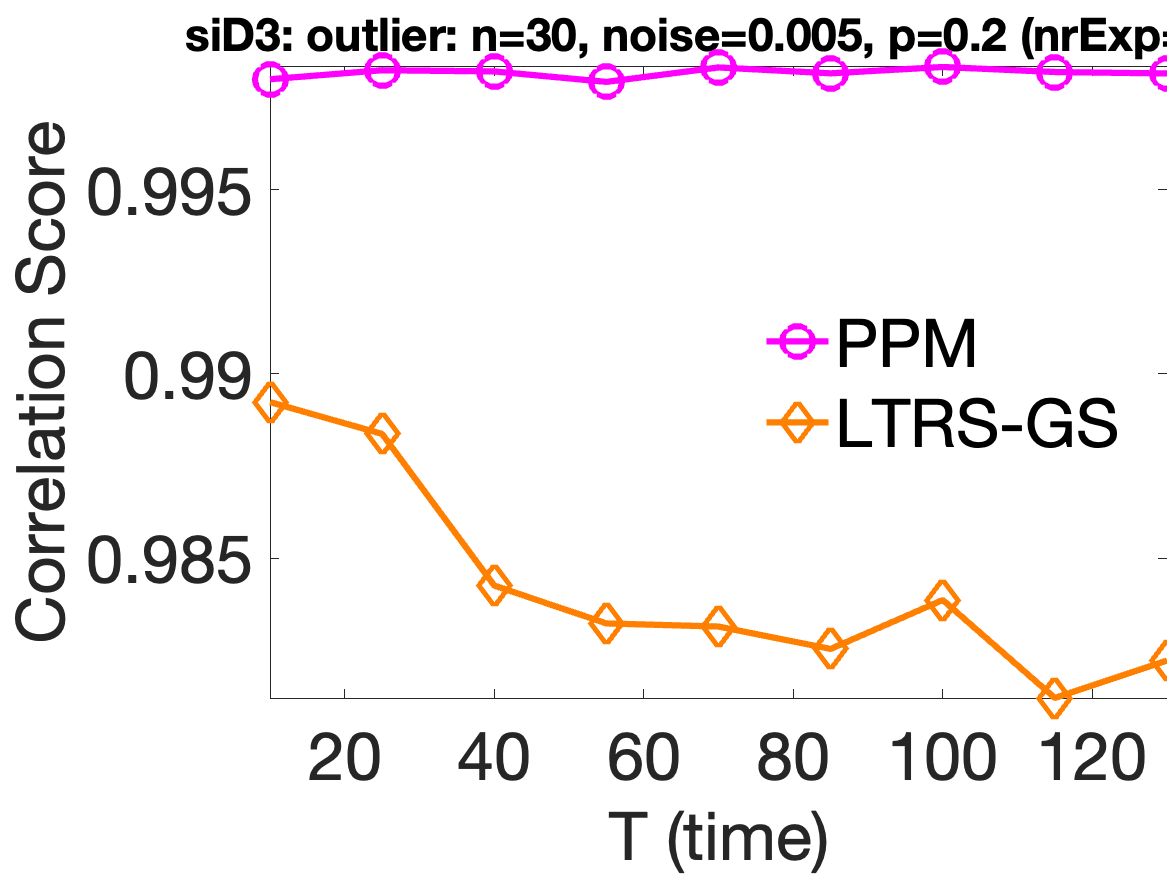 siD3: outlier: n=30, noise=0.005, p=0.2 (nrExp=
0.995
0.99
0.985
Correlation Score
PPM
LTRS-GS
20 40 60 80 100 120
T (time)